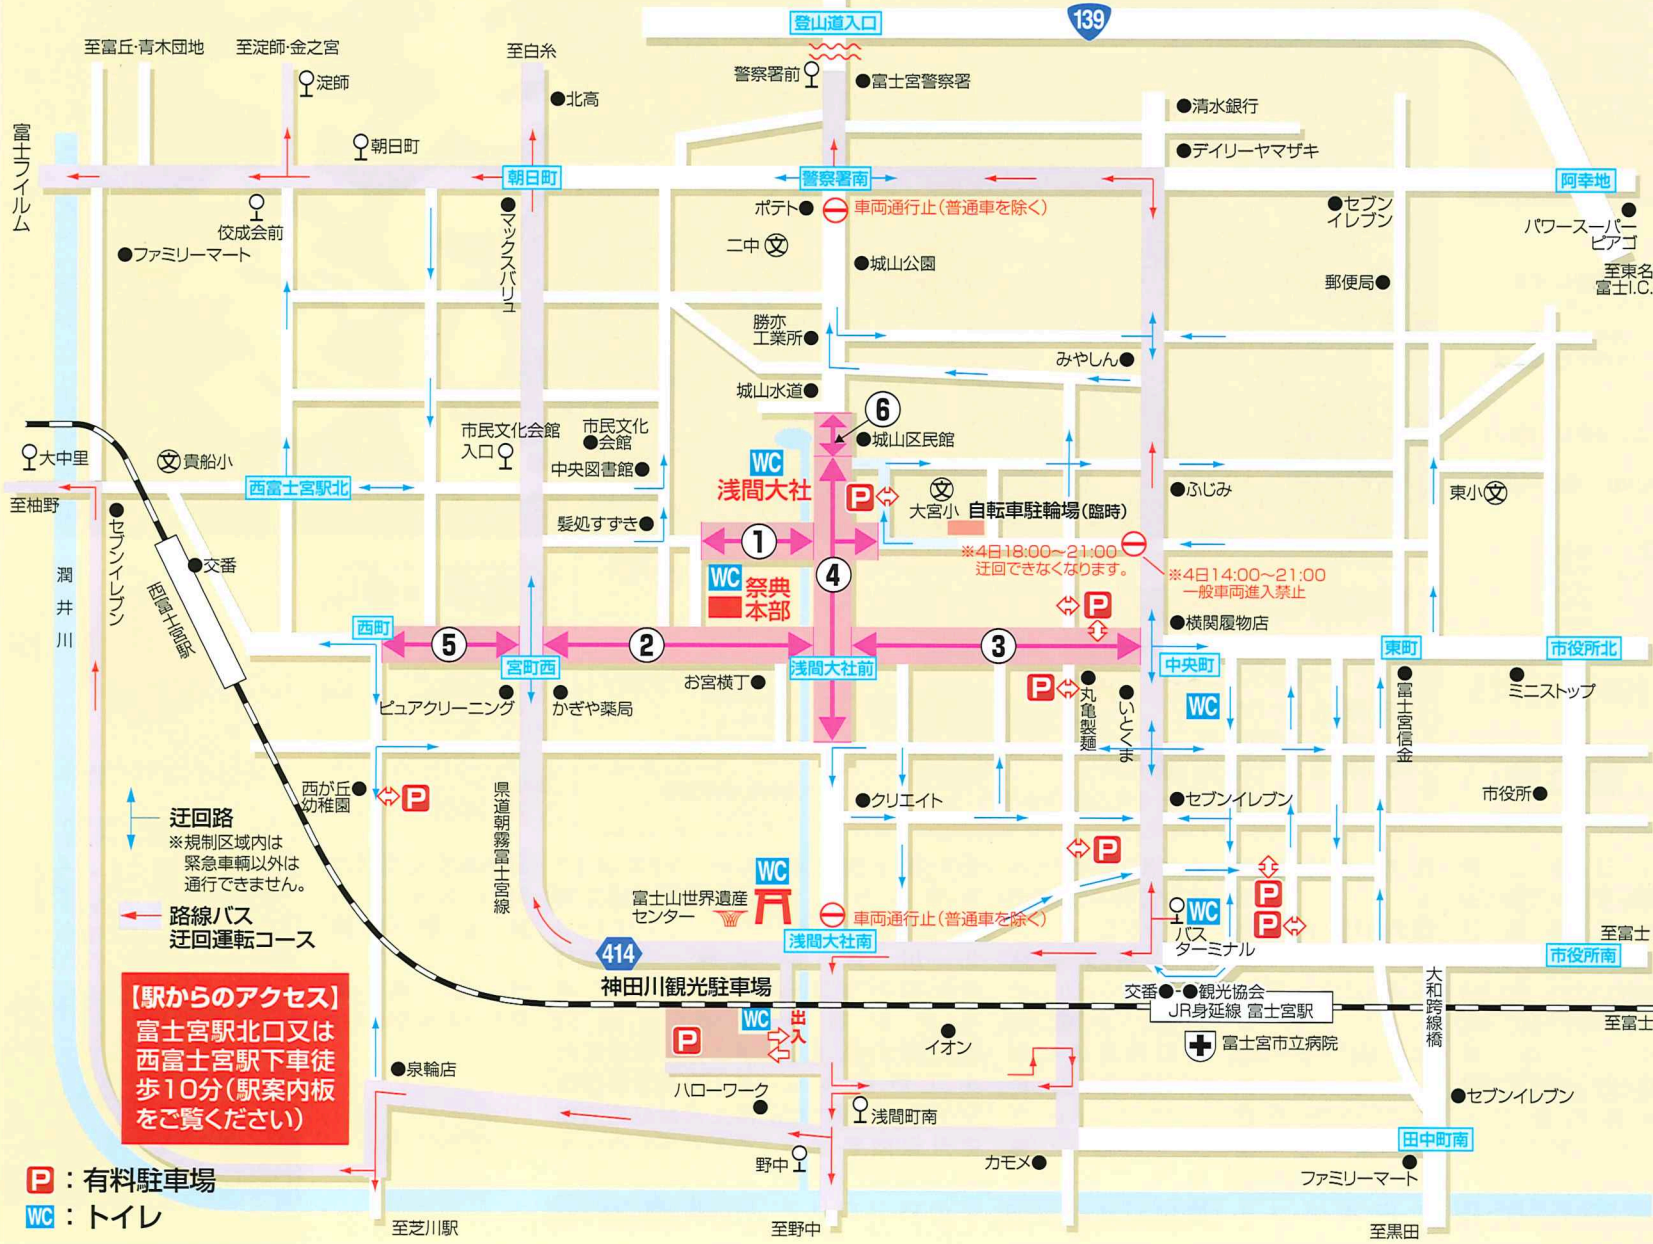 登山道入口
139
至富丘・青木団地
至淀師・金之宮
至白糸
淀師
警察署前
富士宮警察署
北高
清水銀行
富士フイルム
朝日町
デイリーヤマザキ
朝日町
警察署南
阿幸地
佼成会前
マックスバリュ
ポテト
車両通行止(普通車を除く)
セブン
イレブン
パワースーパー
ピアゴ
ファミリーマート
二中
文
城山公園
郵便局
至東名
富士I.C.
勝亦
工業所
みやしん
城山水道
6
市民文化会館
入口
市民文化
会館
城山区民館
大中里
文
貴船小
中央図書館
WC
浅間大社
P
文
大宮小
自転車駐輪場(臨時)
ふじみ
東小
文
西富士宮駅北
至柚野
セブンイレブン
髪処すずき
1
※4日18:00～21:00
迂回できなくなります。
※4日14:00～21:00
一般車両進入禁止
潤井川
交番
西富士宮駅
WC
祭典
本部
4
P
横関履物店
西町
5
2
3
東町
市役所北
宮町西
浅間大社前
中央町
お宮横丁
P
丸亀製麺
いとくま
WC
富士宮信金
ミニストップ
ピュアクリーニング
かぎや薬局
西が丘
幼稚園
P
県道朝霧富士宮線
クリエイト
セブンイレブン
市役所
迂回路
※規制区域内は
緊急車輌以外は
通行できません。
P
WC
富士山世界遺産
センター
P
路線バス
迂回運転コース
車両通行止(普通車を除く)
WC
バス
ターミナル
P
至富士
浅間大社南
414
市役所南
神田川観光駐車場
大和跨線橋
【駅からのアクセス】
富士宮駅北口又は
西富士宮駅下車徒
歩10分(駅案内板
をご覧ください)
交番
観光協会
JR身延線 富士宮駅
至富士
WC
P
出入
イオン
富士宮市立病院
泉輪店
ハローワーク
浅間町南
セブンイレブン
田中町南
野中
カモメ
ファミリーマート
P：有料駐車場
WC：トイレ
至芝川駅
至野中
至黒田